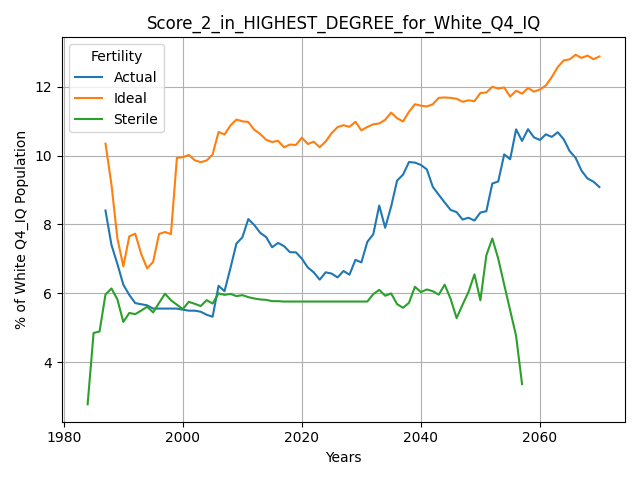 Score_2_in_HIGHEST_DEGREE_for_White_Q4_IQ
Fertility
Actual
Ideal
Sterile
% of White Q4_IQ Population
12
10
8
6
4
1980
2000
2020
2040
2060
Years